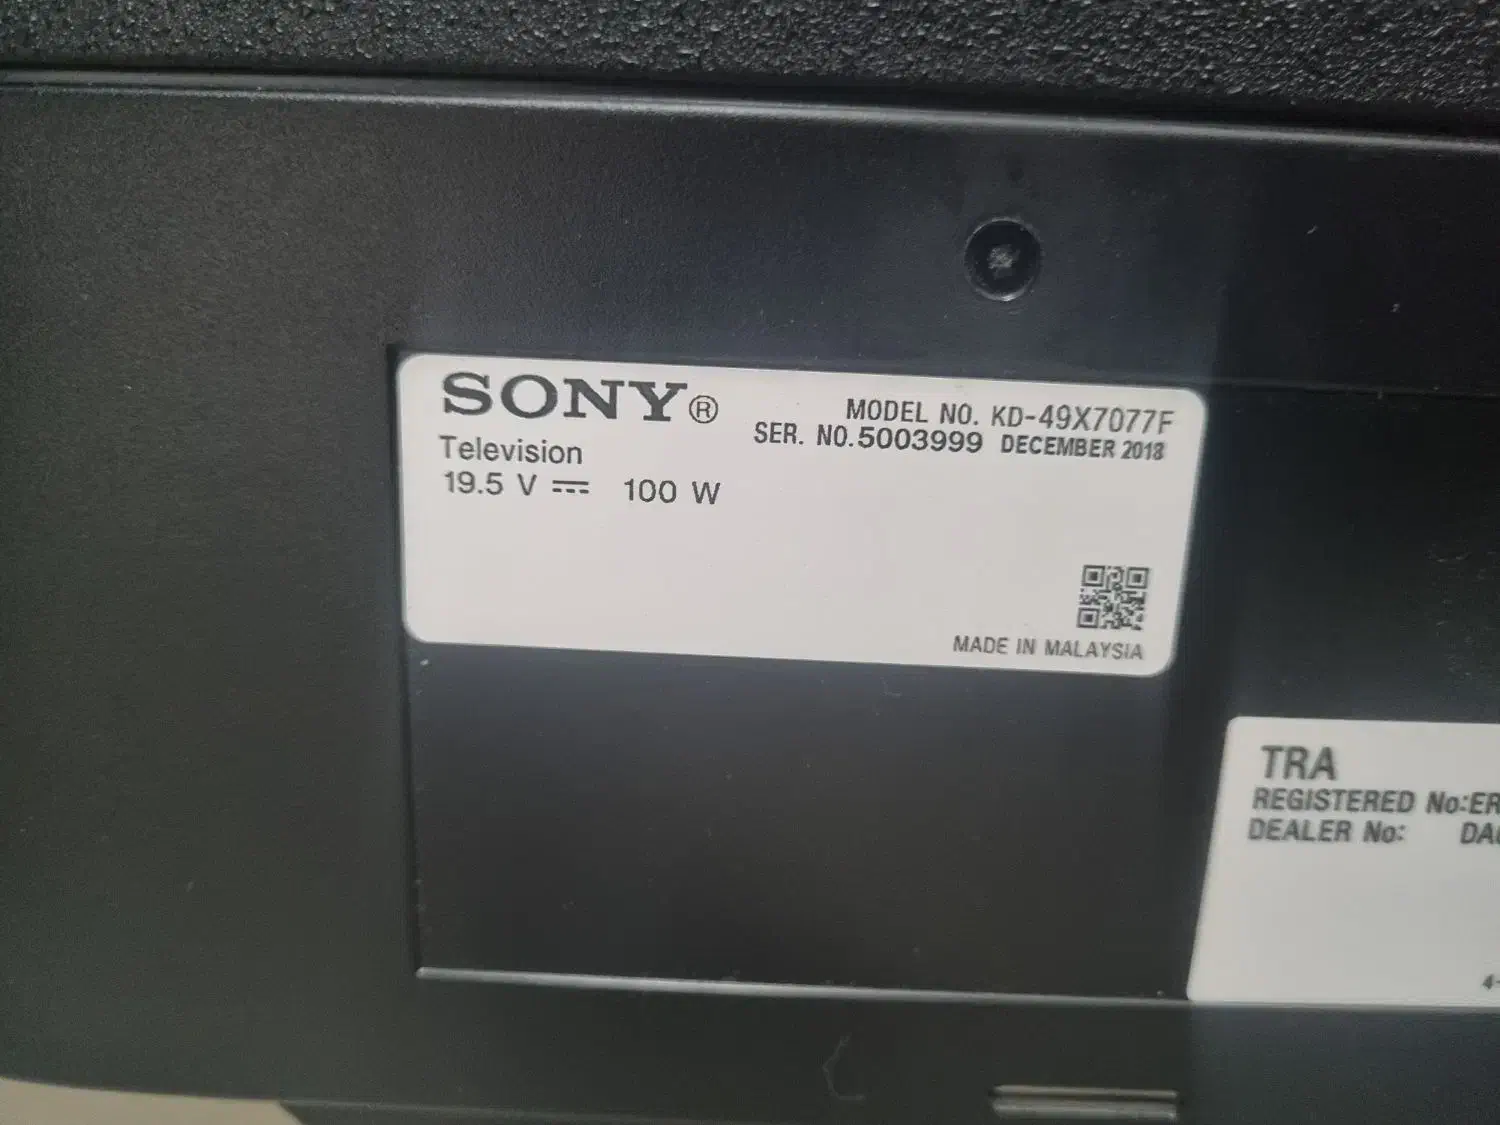 SONY®
MODEL NO. KD-49X7077F
SER. NO.5003999 DECEMBER 2018
Television
19.5 V ⎓ 100 W
MADE IN MALAYSIA
TRA
REGISTERED No:ER
DEALER No: